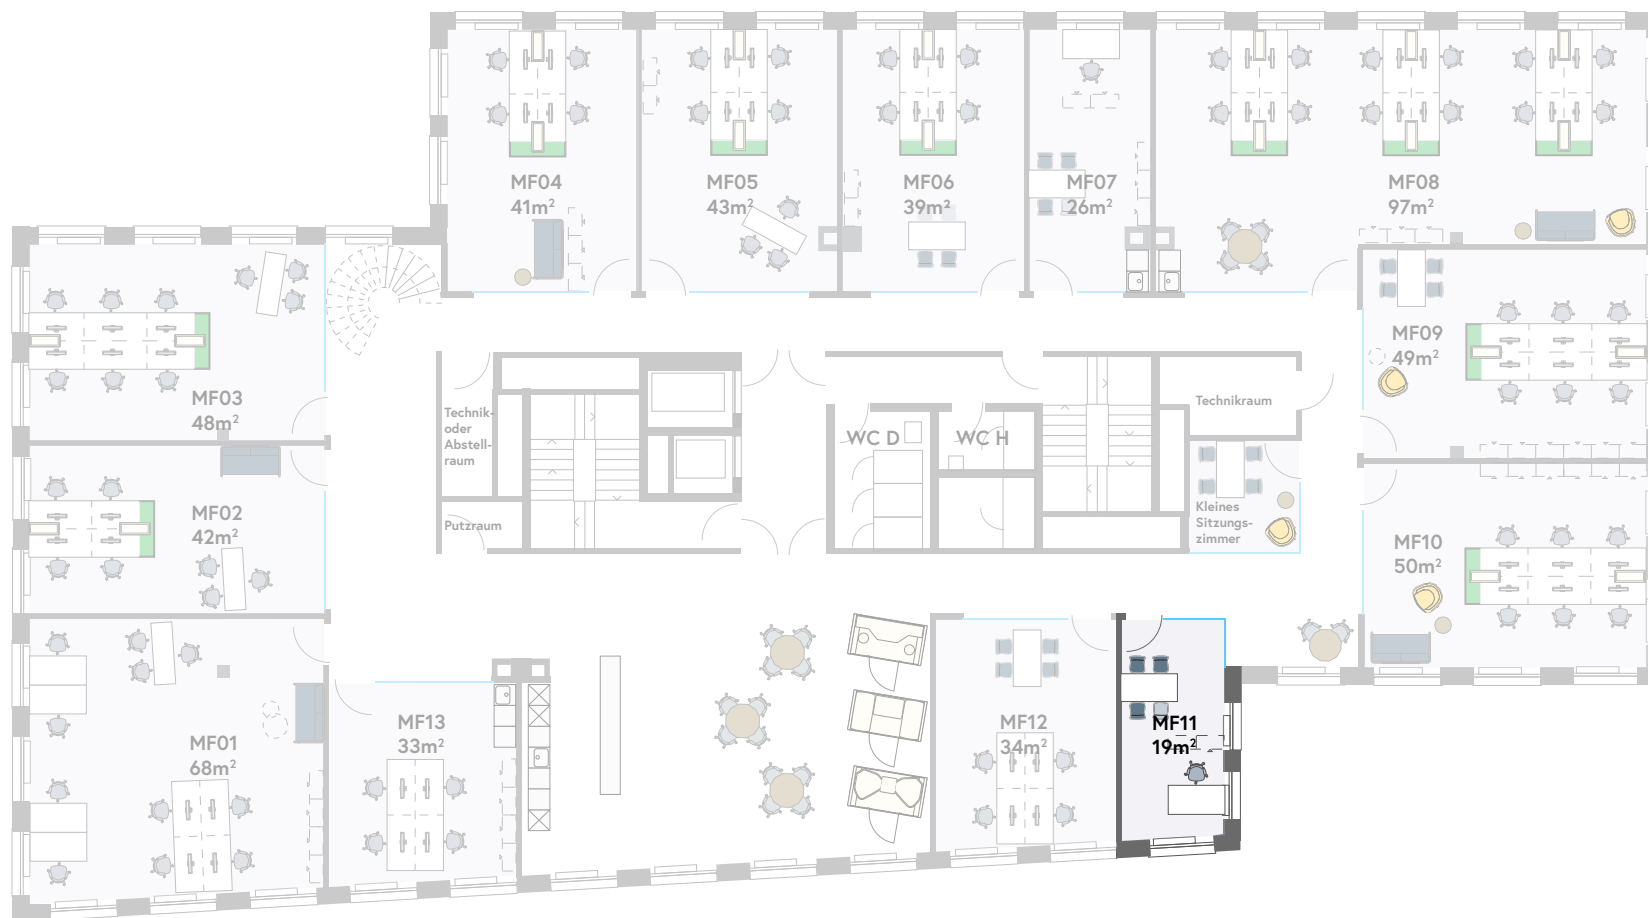 MF04
41m²
MF05
43m²
MF06
39m²
MF07
26m²
MF08
97m²
MF09
49m²
MF03
48m²
Technik-
oder
Abstell-
raum
WC D
WC H
Technikraum
MF02
42m²
Putzraum
Kleines
Sitzungs-
zimmer
MF10
50m²
MF01
68m²
MF13
33m²
MF12
34m²
MF11
19m²